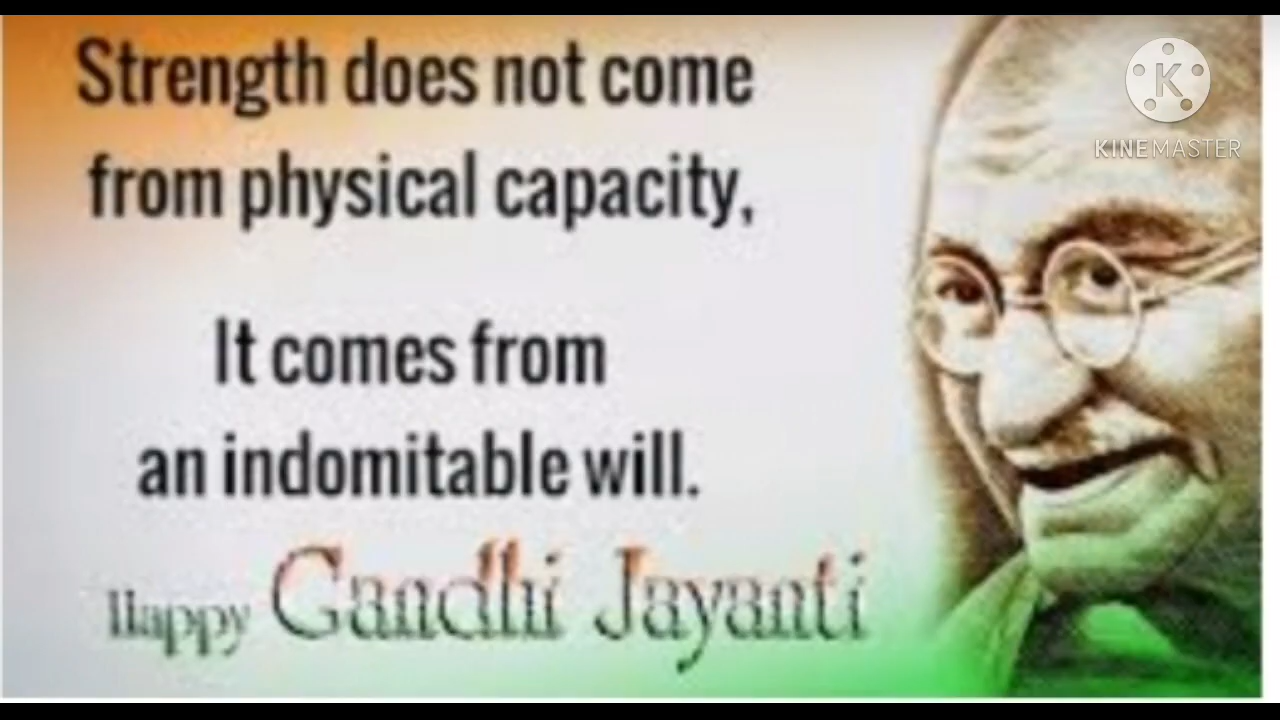 Strength does not come
from physical capacity,
It comes from
an indomitable will.
Happy Gandhi Jayanti
K
KINEMASTER